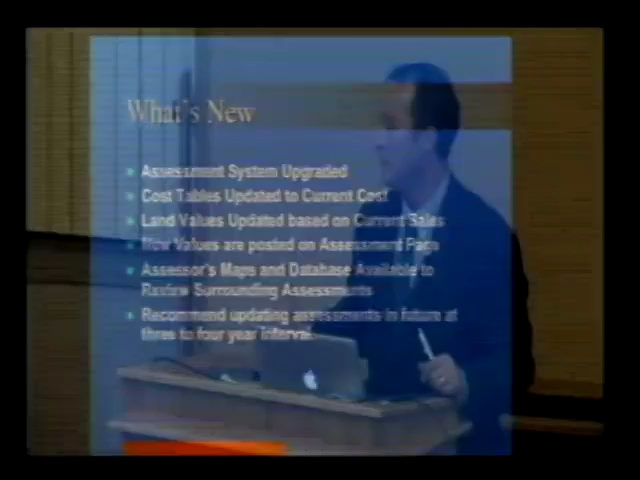 What's New
Assessment System Upgraded
Cost Tables Updated to Current Cost
Land Values Updated based on Current Sales
New Values are posted on Assessment Page
Assessor's Maps and Database Available to
Review Surrounding Assessments
Recommend updating assessments in future at
three to four year interval